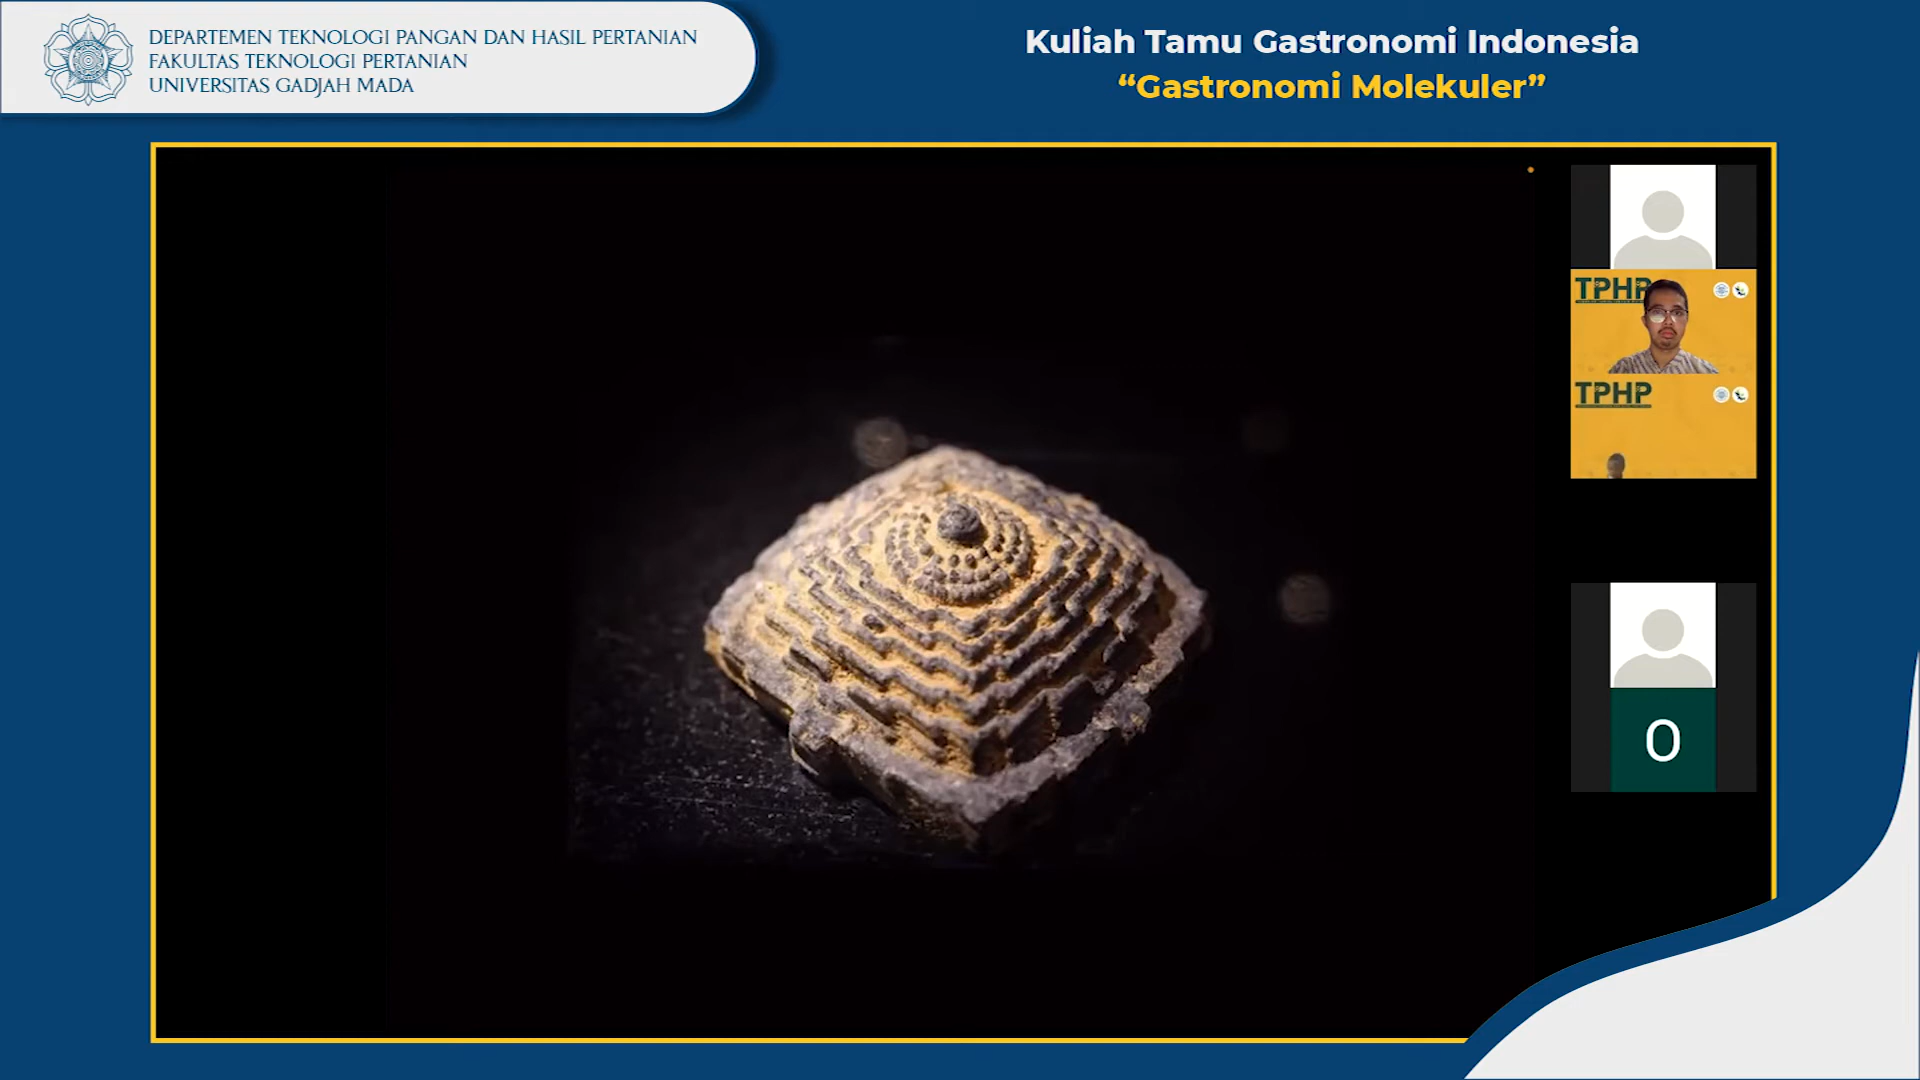 DEPARTEMEN TEKNOLOGI PANGAN DAN HASIL PERTANIAN
FAKULTAS TEKNOLOGI PERTANIAN
UNIVERSITAS GADJAH MADA
Kuliah Tamu Gastronomi Indonesia
“Gastronomi Molekuler”
TPHP
TPHP
O